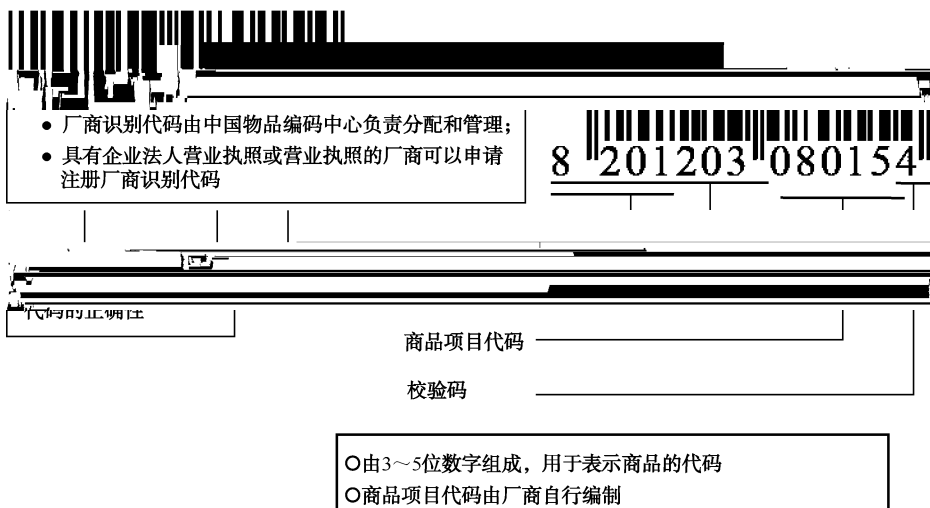 ● 厂商识别代码由中国物品编码中心负责分配和管理；
● 具有企业法人营业执照或营业执照的厂商可以申请
注册厂商识别代码
8 201203 080154
代码的正确性
商品项目代码
校验码
○由3～5位数字组成，用于表示商品的代码
○商品项目代码由厂商自行编制